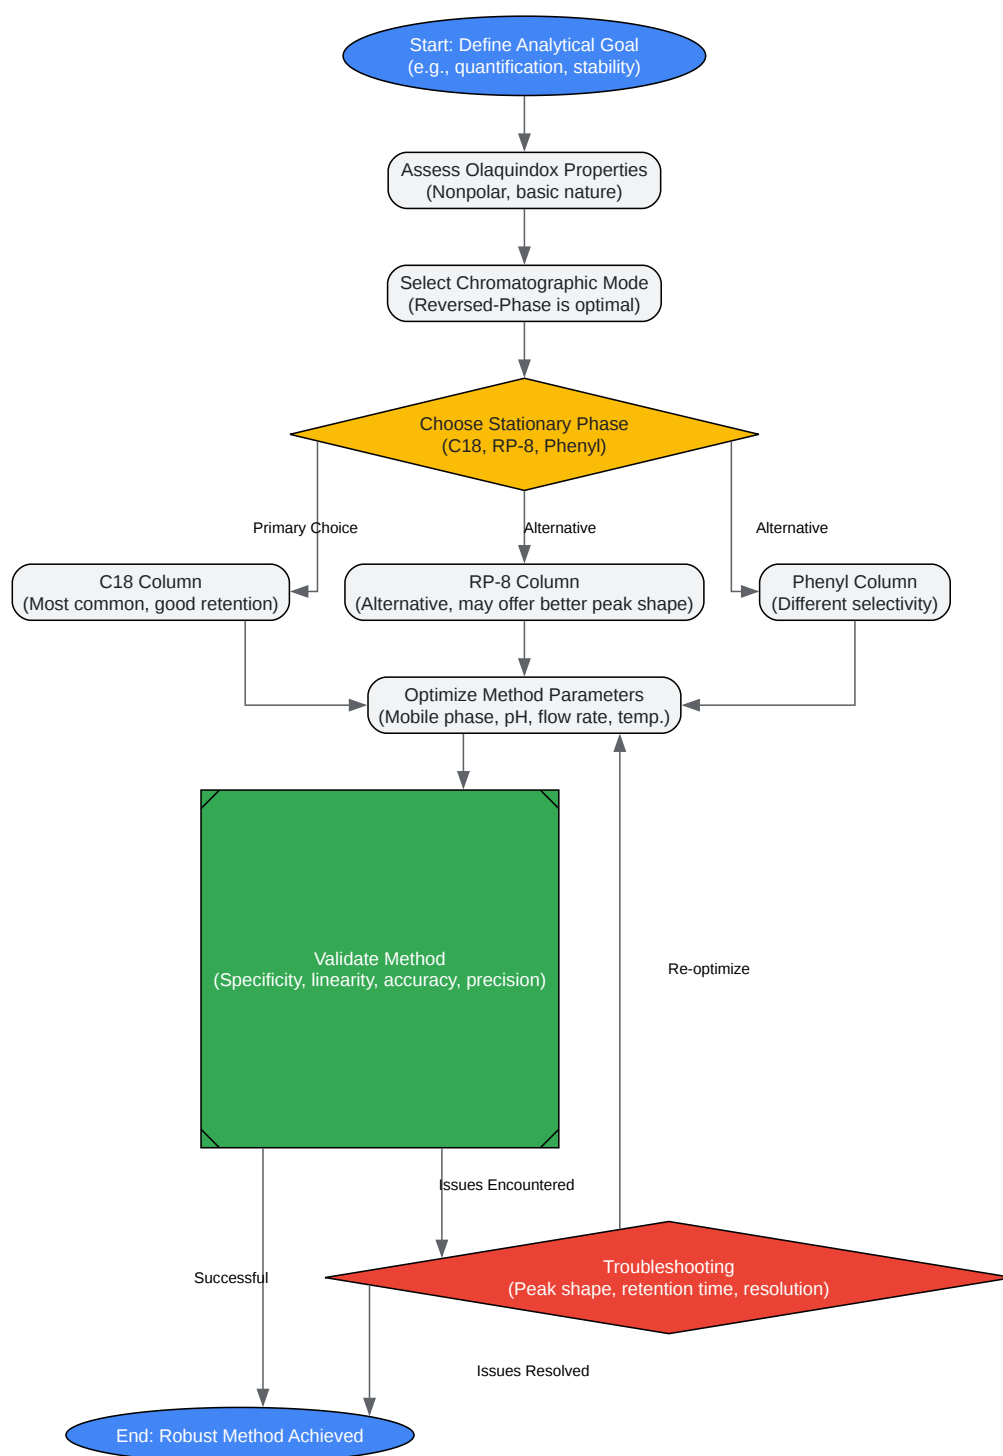 Start: Define Analytical Goal
(e.g., quantification, stability)
Assess Olaquindox Properties
(Nonpolar, basic nature)
Select Chromatographic Mode
(Reversed-Phase is optimal)
Choose Stationary Phase
(C18, RP-8, Phenyl)
Primary Choice
Alternative
Alternative
C18 Column
(Most common, good retention)
RP-8 Column
(Alternative, may offer better peak shape)
Phenyl Column
(Different selectivity)
Optimize Method Parameters
(Mobile phase, pH, flow rate, temp.)
Validate Method
(Specificity, linearity, accuracy, precision)
Re-optimize
Issues Encountered
Troubleshooting
(Peak shape, retention time, resolution)
Successful
Issues Resolved
End: Robust Method Achieved